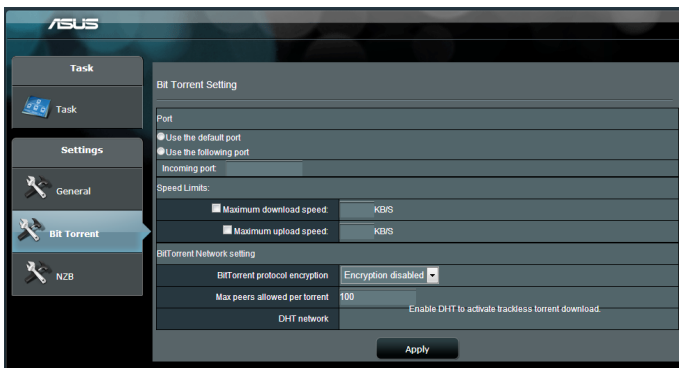 ASUS
Task
Task
Settings
General
Bit Torrent
NZB
Bit Torrent Setting
Port
Use the default port
Use the following port
Incoming port:
Speed Limits:
Maximum download speed: KB/S
Maximum upload speed: KB/S
BitTorrent Network setting
BitTorrent protocol encryption Encryption disabled
Max peers allowed per torrent 100
DHT network Enable DHT to activate trackless torrent download.
Apply